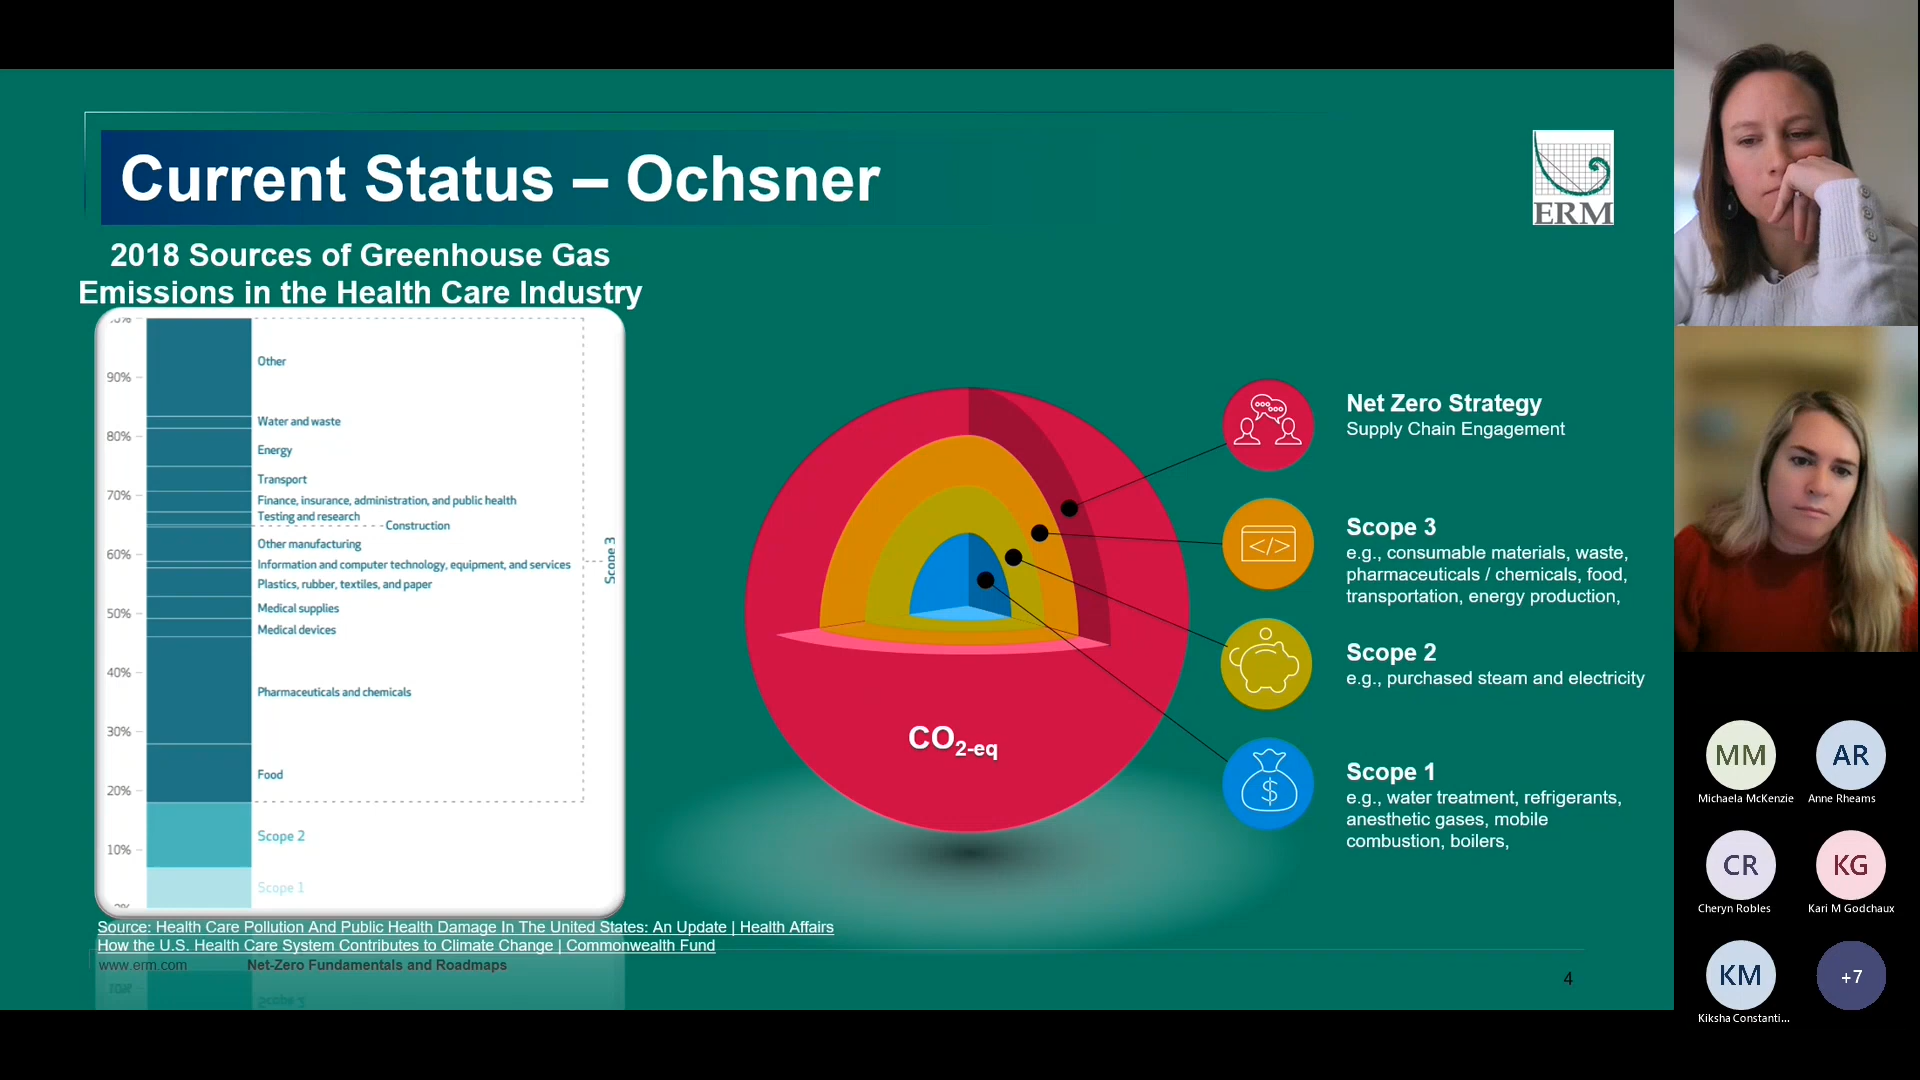 Current Status – Ochsner
ERM
2018 Sources of Greenhouse Gas
Emissions in the Health Care Industry
90%
80%
70%
60%
50%
40%
30%
20%
10%
Other
Water and waste
Energy
Transport
Finance, insurance, administration, and public health
Testing and research
Construction
Other manufacturing
Information and computer technology, equipment, and services
Plastics, rubber, textiles, and paper
Medical supplies
Medical devices
Pharmaceuticals and chemicals
Food
Scope 2
Scope 1
Scope 3
CO2-eq
Net Zero Strategy
Supply Chain Engagement
Scope 3
e.g., consumable materials, waste,
pharmaceuticals / chemicals, food,
transportation, energy production,
Scope 2
e.g., purchased steam and electricity
Scope 1
e.g., water treatment, refrigerants,
anesthetic gases, mobile
combustion, boilers,
</>
$
Source: Health Care Pollution And Public Health Damage In The United States: An Update | Health Affairs
How the U.S. Health Care System Contributes to Climate Change | Commonwealth Fund
www.erm.com
Net-Zero Fundamentals and Roadmaps
4
MM
Michaela McKenzie
AR
Anne Rheams
CR
Cheryn Robles
KG
Kari M Godchaux
KM
Kiksha Constanti...
+7